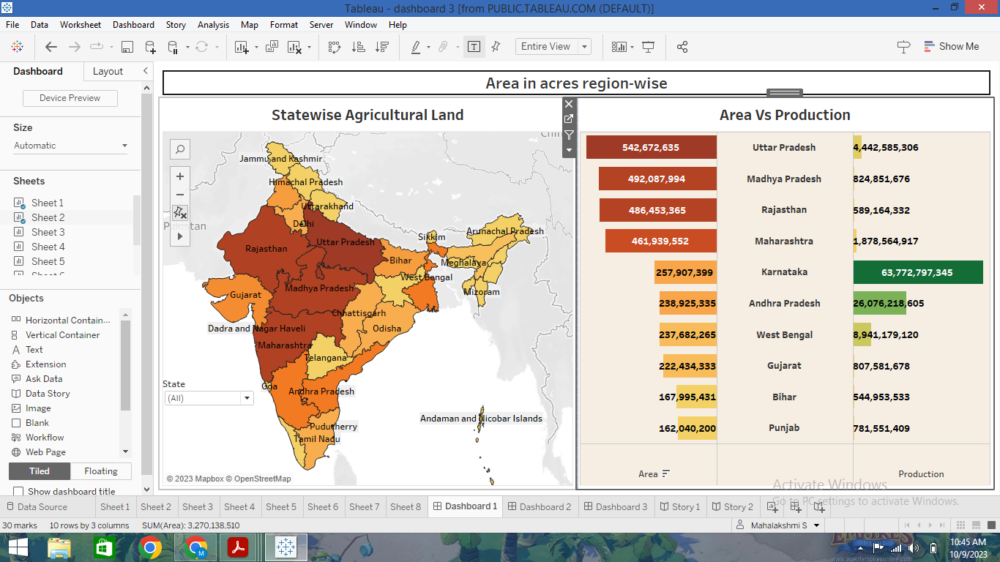 Tableau - dashboard 3 [from PUBLIC.TABLEAU.COM (DEFAULT)]
File Data Worksheet Dashboard Story Analysis Map Format Server Window Help
Entire View
Show Me
Dashboard Layout
Device Preview
Size
Automatic
Sheets
Sheet 1
Sheet 2
Sheet 3
Sheet 4
Sheet 5
Objects
Horizontal Contain...
Vertical Container
Text
Extension
Ask Data
Data Story
Image
Blank
Workflow
Web Page
Tiled Floating
Show dashboard title
Area in acres region-wise
Statewise Agricultural Land
Jammu and Kashmir
Himachal Pradesh
Uttarakhand
Pakistan
Delhi
Arunachal Pradesh
Sikkim
Uttar Pradesh
Rajasthan
Bihar
Meghalaya
West Bengal
Madhya Pradesh
Mizoram
Gujarat
Chhattisgarh
Dadra and Nagar Haveli
Odisha
Maharashtra
Telangana
Goa
Andhra Pradesh
State
(All)
Andaman and Nicobar Islands
Puducherry
Tamil Nadu
© 2023 Mapbox © OpenStreetMap
Area Vs Production
542,672,635 Uttar Pradesh 4,442,585,306
492,087,994 Madhya Pradesh 824,851,676
486,453,365 Rajasthan 589,164,332
461,939,552 Maharashtra 1,878,564,917
257,907,399 Karnataka 63,772,797,345
238,925,335 Andhra Pradesh 26,076,218,605
237,682,265 West Bengal 8,941,179,120
222,434,333 Gujarat 807,581,678
167,995,431 Bihar 544,953,533
162,040,200 Punjab 781,551,409
Area Production
Activate Windows
Go to PC settings to activate Windows.
Data Source Sheet 1 Sheet 2 Sheet 3 Sheet 4 Sheet 5 Sheet 6 Sheet 7 Sheet 8 Dashboard 1 Dashboard 2 Dashboard 3 Story 1 Story 2
30 marks 10 rows by 3 columns SUM(Area): 3,270,138,510 Mahalakshmi S
10:45 AM
10/9/2023
www.ageofempiresonline.com